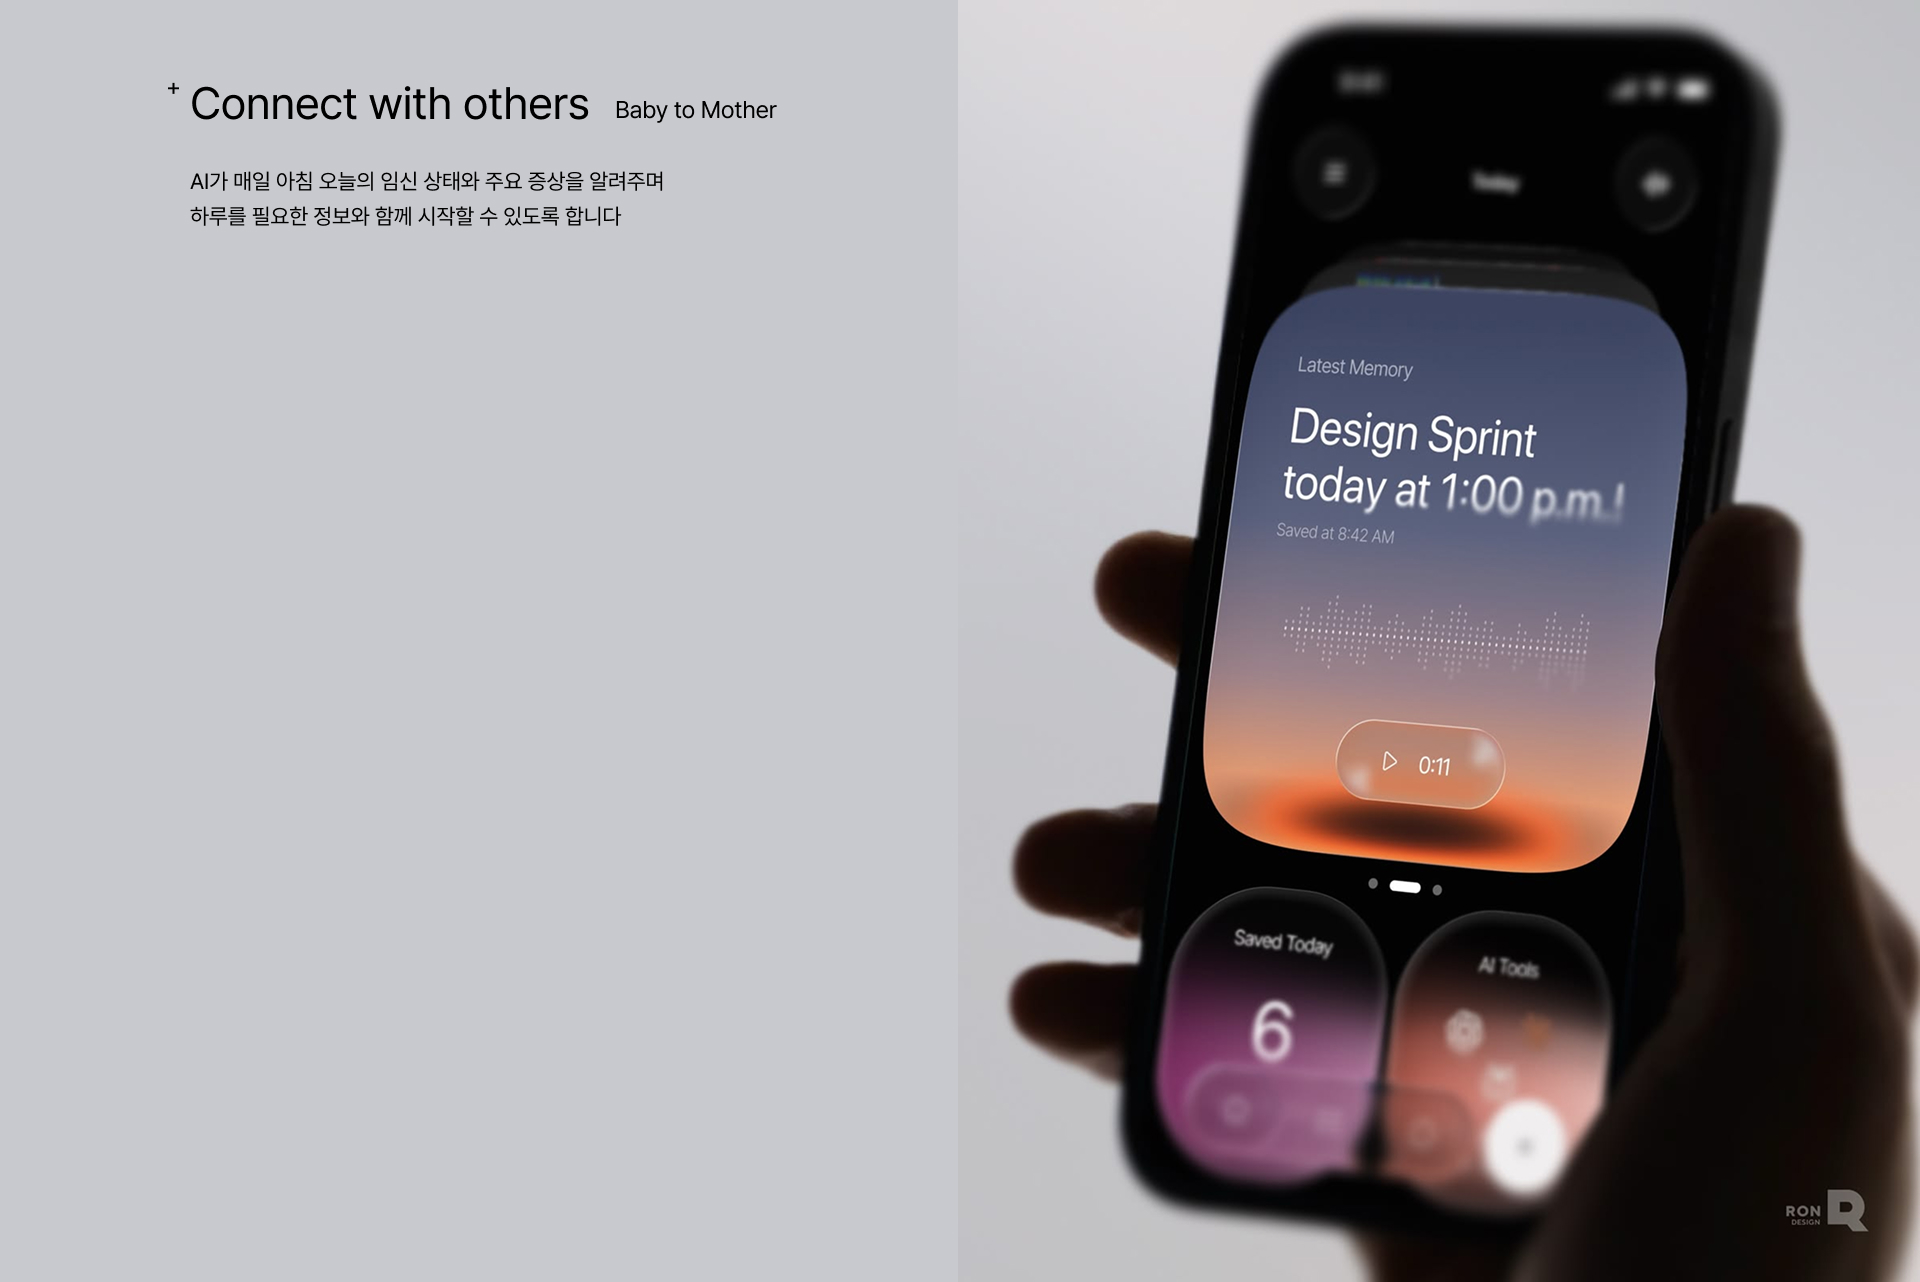 + Connect with others Baby to Mother
AI가 매일 아침 오늘의 임신 상태와 주요 증상을 알려주며
하루를 필요한 정보와 함께 시작할 수 있도록 합니다
Today
Latest Memory
Design Sprint
today at 1:00 p.m.!
Saved at 8:42 AM
0:11
Saved Today
6
AI Tools
RON
DESIGN